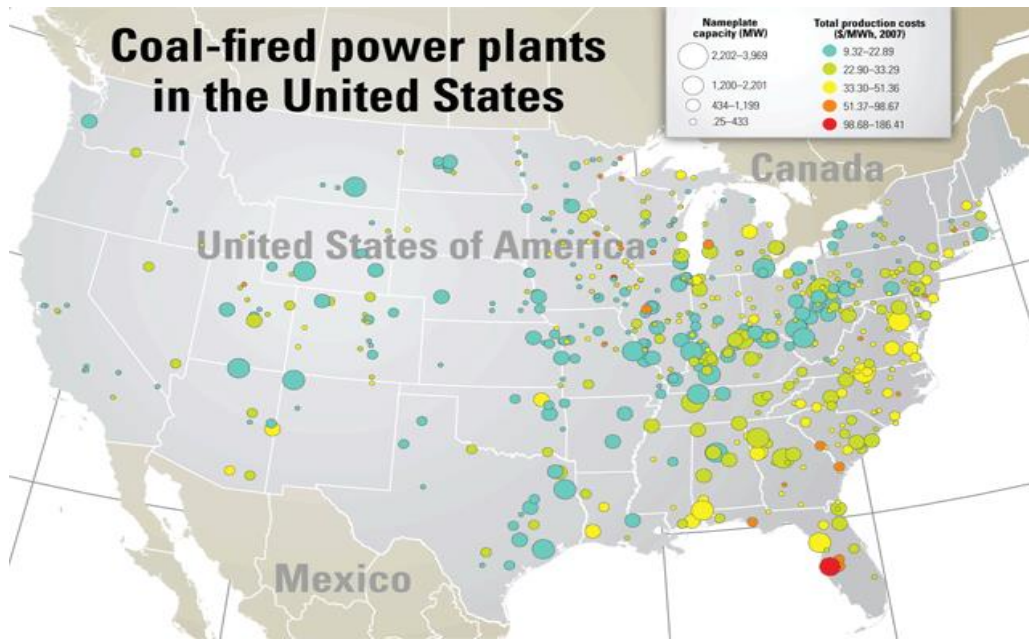 Coal-fired power plants
in the United States
Nameplate
capacity (MW)
2,202–3,969
1,200–2,201
434–1,199
.25–433
Total production costs
($/MWh, 2007)
9.32–22.89
22.90–33.29
33.30–51.36
51.37–98.67
98.68–186.41
Canada
United States of America
Mexico